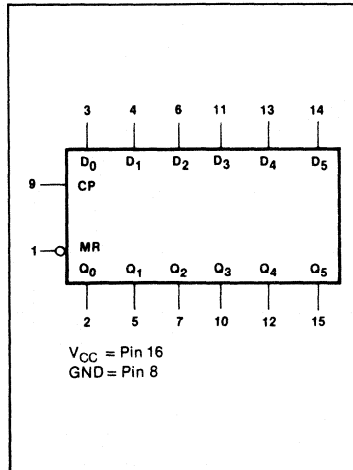 3 4 6 11 13 14
D0 D1 D2 D3 D4 D5
9 CP
1 MR
Q0 Q1 Q2 Q3 Q4 Q5
2 5 7 10 12 15
VCC = Pin 16
GND = Pin 8